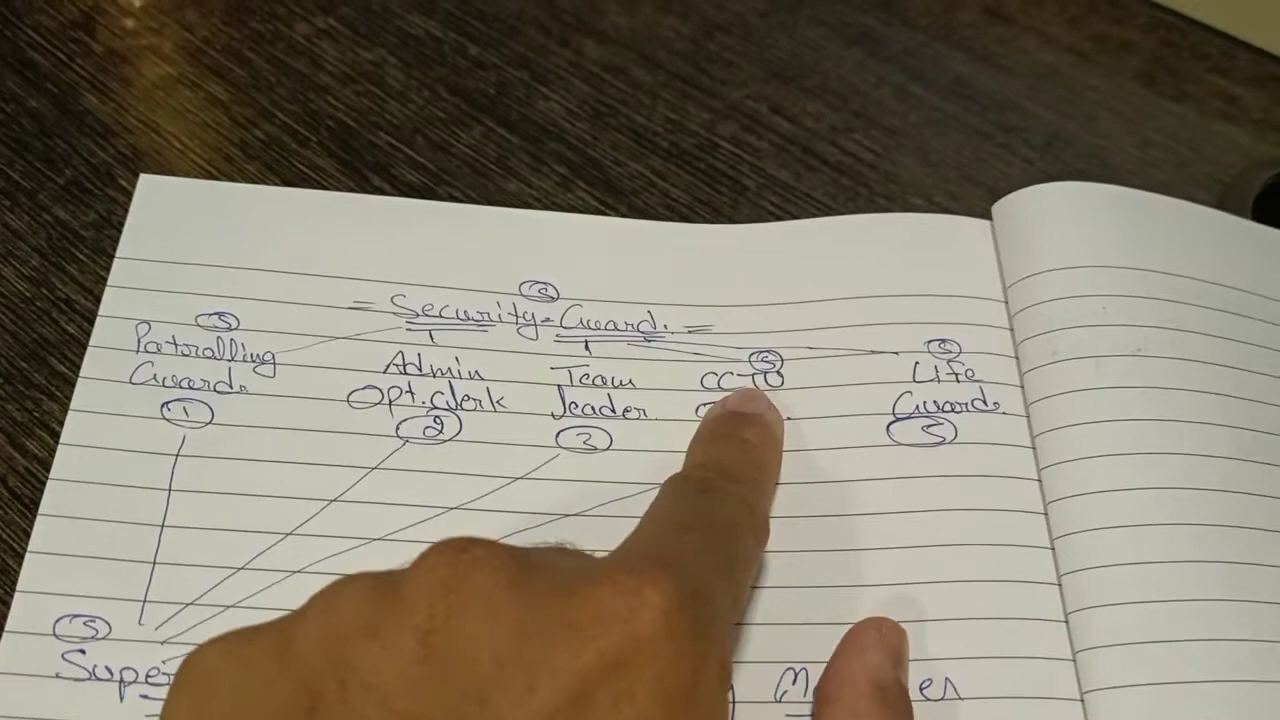 (S)
= Security - Guard. =
(S)
Patrolling
Guard.
(1)
Admin
Opt. Clerk
(2)
Team
Leader
(3)
(S)
CCTV
(S)
Life
Guard.
(5)
(S)
Super